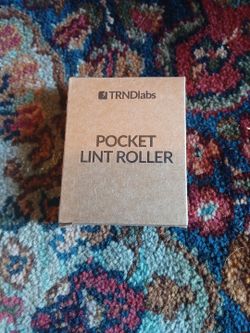 TRNDlabs
POCKET
LINT ROLLER